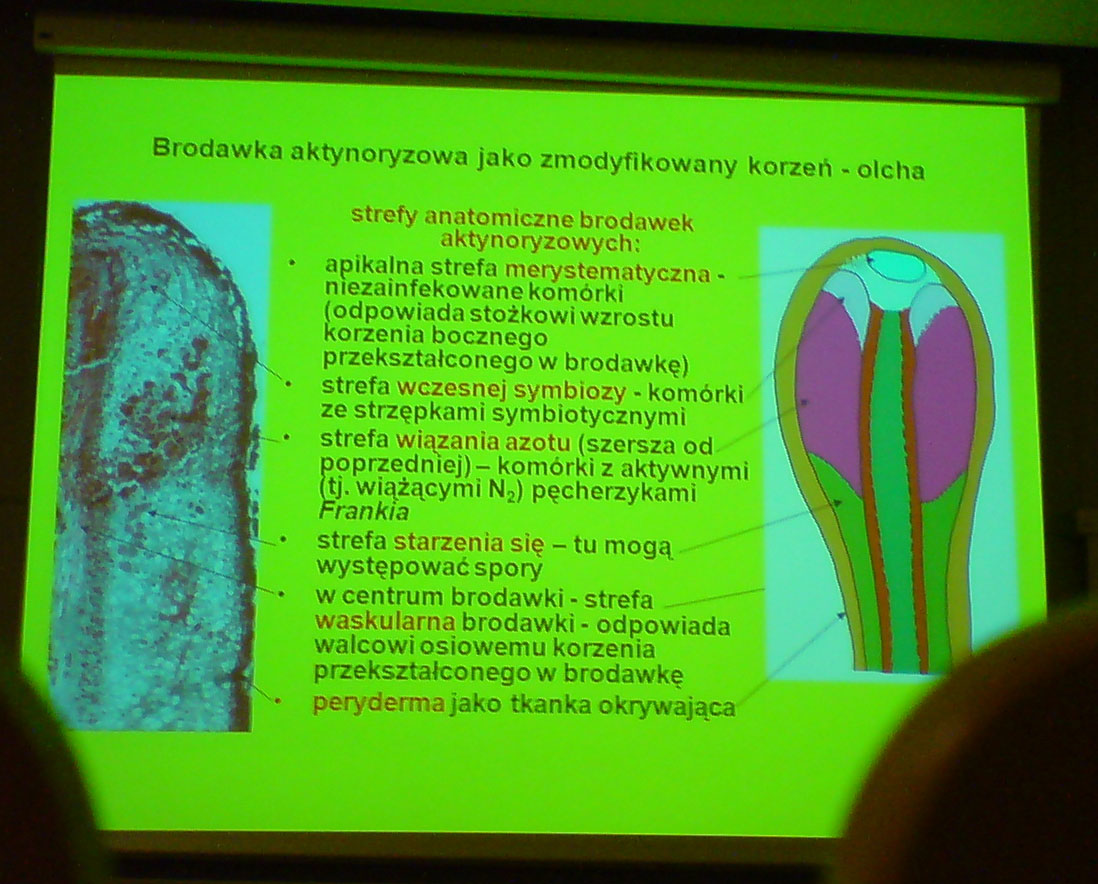 Brodawka aktynoryzowa jako zmodyfikowany korzeń - olcha
strefy anatomiczne brodawek
aktynoryzowych:
• apikalna strefa merystematyczna -
niezainfekowane komórki
(odpowiada stożkowi wzrostu
korzenia bocznego
przekształconego w brodawkę)
• strefa wczesnej symbiozy - komórki
ze strzępkami symbiotycznymi
• strefa wiązania azotu (szersza od
poprzedniej) – komórki z aktywnymi
(tj. wiążącymi N₂) pęcherzykami
Frankia
• strefa starzenia się – tu mogą
występować spory
• w centrum brodawki - strefa
waskularna brodawki - odpowiada
walcowi osiowemu korzenia
przekształconego w brodawkę
• peryderma jako tkanka okrywająca